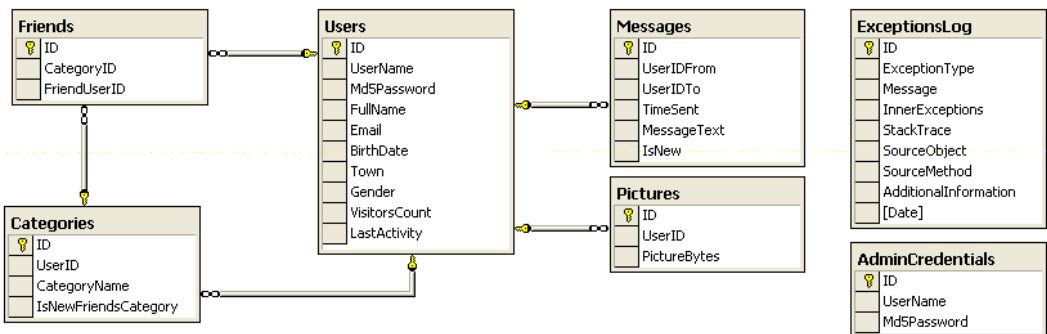 Friends
ID
CategoryID
FriendUserID
Users
ID
UserName
Md5Password
FullName
Email
BirthDate
Town
Gender
VisitorsCount
LastActivity
Messages
ID
UserIDFrom
UserIDTo
TimeSent
MessageText
IsNew
ExceptionsLog
ID
ExceptionType
Message
InnerExceptions
StackTrace
SourceObject
SourceMethod
AdditionalInformation
[Date]
Categories
ID
UserID
CategoryName
IsNewFriendsCategory
Pictures
ID
UserID
PictureBytes
AdminCredentials
ID
UserName
Md5Password